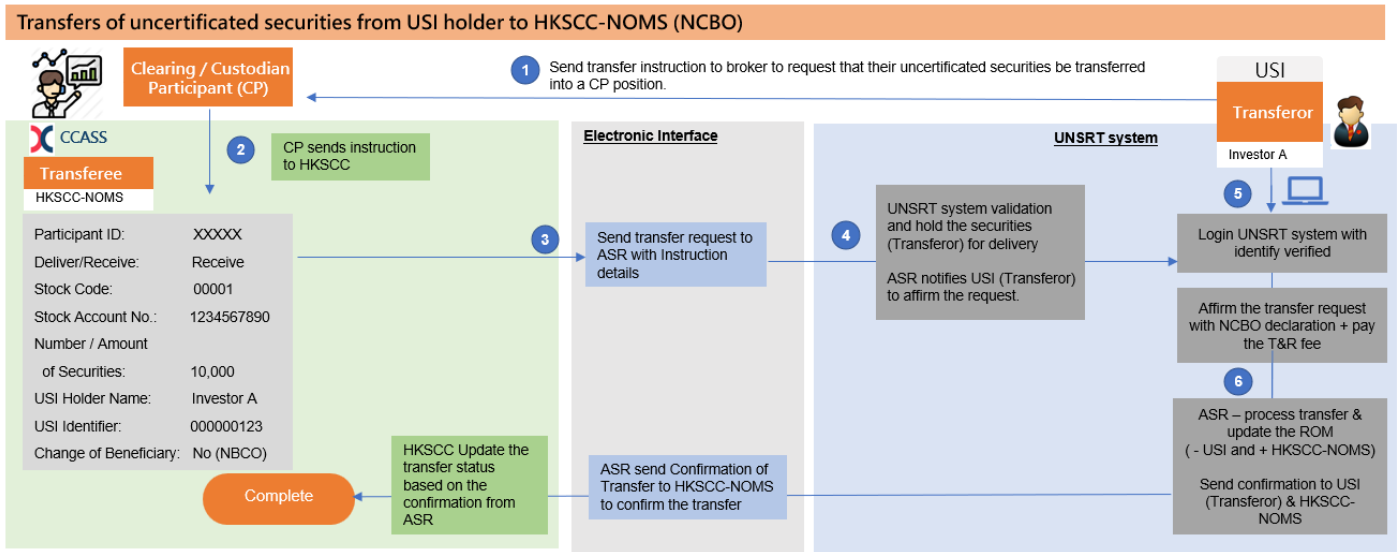 Transfers of uncertificated securities from USI holder to HKSCC-NOMS (NCBO)
Clearing / Custodian
Participant (CP)
1
Send transfer instruction to broker to request that their uncertificated securities be transferred
into a CP position.
USI
Transferor
Investor A
CCASS
2
CP sends instruction
to HKSCC
Electronic Interface
UNSRT system
Transferee
HKSCC-NOMS
Participant ID: XXXXX
Deliver/Receive: Receive
Stock Code: 00001
Stock Account No.: 1234567890
Number / Amount
of Securities: 10,000
USI Holder Name: Investor A
USI Identifier: 000000123
Change of Beneficiary: No (NBCO)
3
Send transfer request to
ASR with Instruction
details
4
UNSRT system validation
and hold the securities
(Transferor) for delivery
ASR notifies USI (Transferor)
to affirm the request.
5
Login UNSRT system with
identify verified
Affirm the transfer request
with NCBO declaration + pay
the T&R fee
6
ASR – process transfer &
update the ROM
( - USI and + HKSCC-NOMS)
Send confirmation to USI
(Transferor) & HKSCC-
NOMS
ASR send Confirmation of
Transfer to HKSCC-NOMS
to confirm the transfer
HKSCC Update the
transfer status
based on the
confirmation from
ASR
Complete